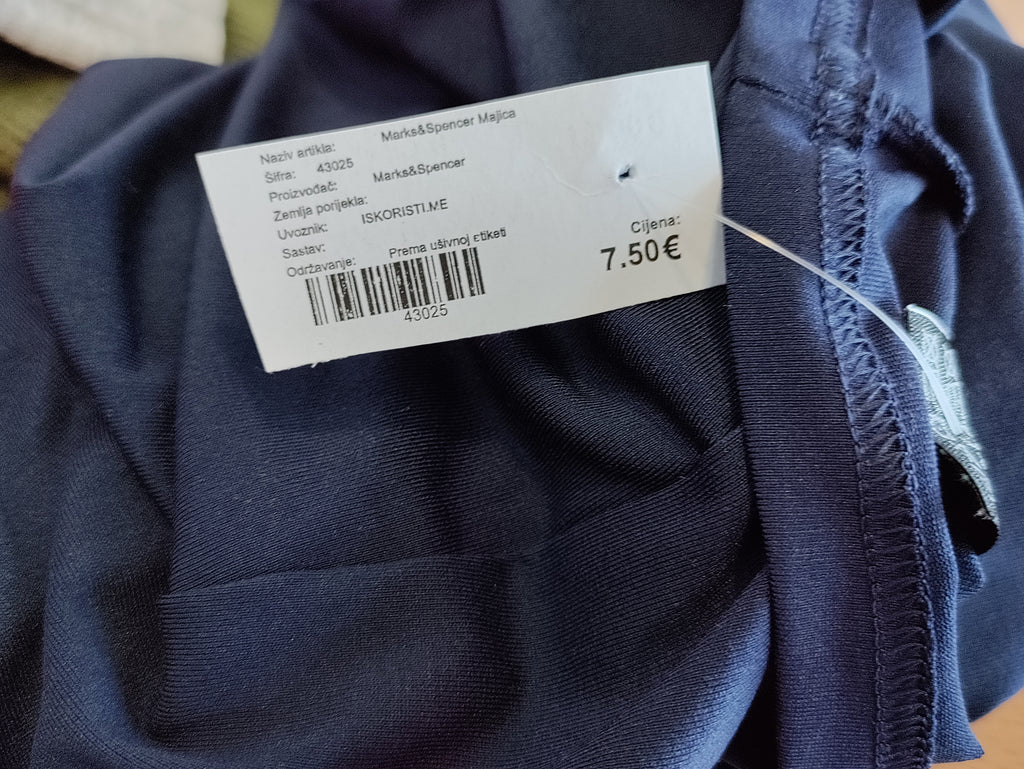 Naziv artikla: Marks&Spencer Majica
Šifra: 43025
Proizvođač: Marks&Spencer
Zemlja porijekla:
Uvoznik: ISKORISTI.ME
Sastav:
Održavanje: Prema ušivnoj etiketi
43025
Cijena:
7.50€